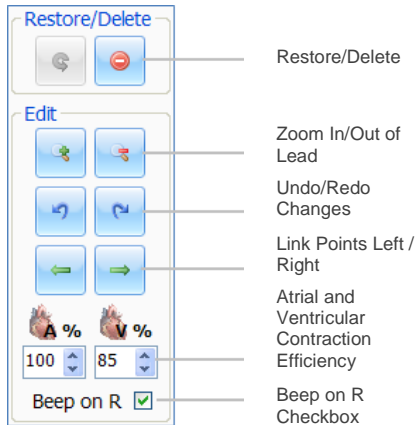 Restore/Delete
Restore/Delete
Edit
Zoom In/Out of
Lead
Undo/Redo
Changes
Link Points Left /
Right
A % V %
Atrial and
Ventricular
Contraction
Efficiency
100 85
Beep on R
Beep on R
Checkbox